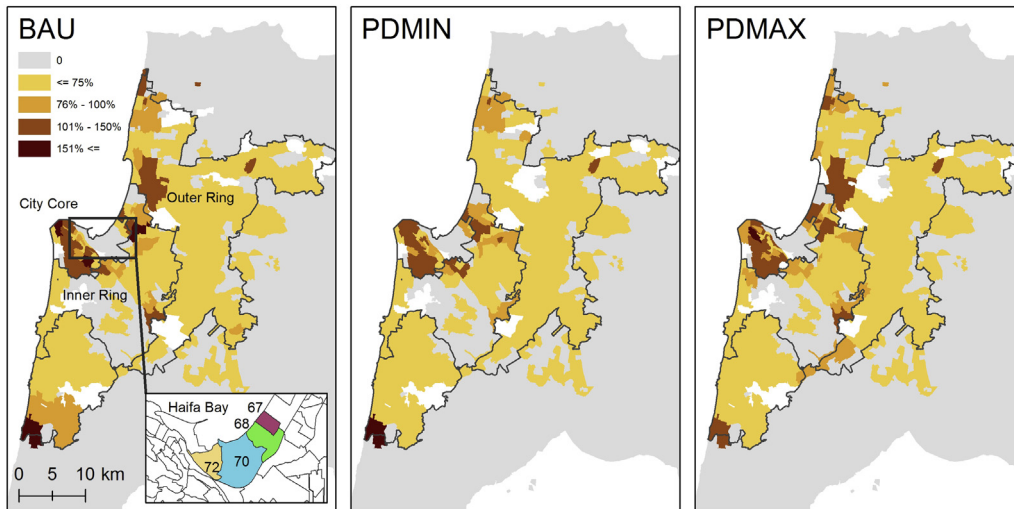 BAU
0
<= 75%
76% - 100%
101% - 150%
151% <=
City Core
Outer Ring
Inner Ring
0 5 10 km
Haifa Bay
67
68
70
72
PDMIN
PDMAX